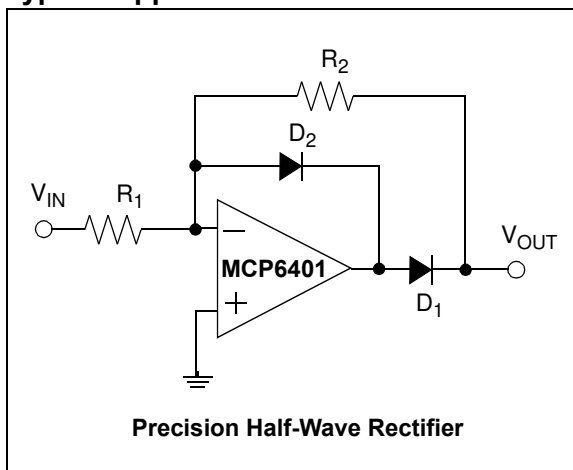 R2
D2
VIN
R1
VOUT
−
MCP6401
+
D1
Precision Half-Wave Rectifier